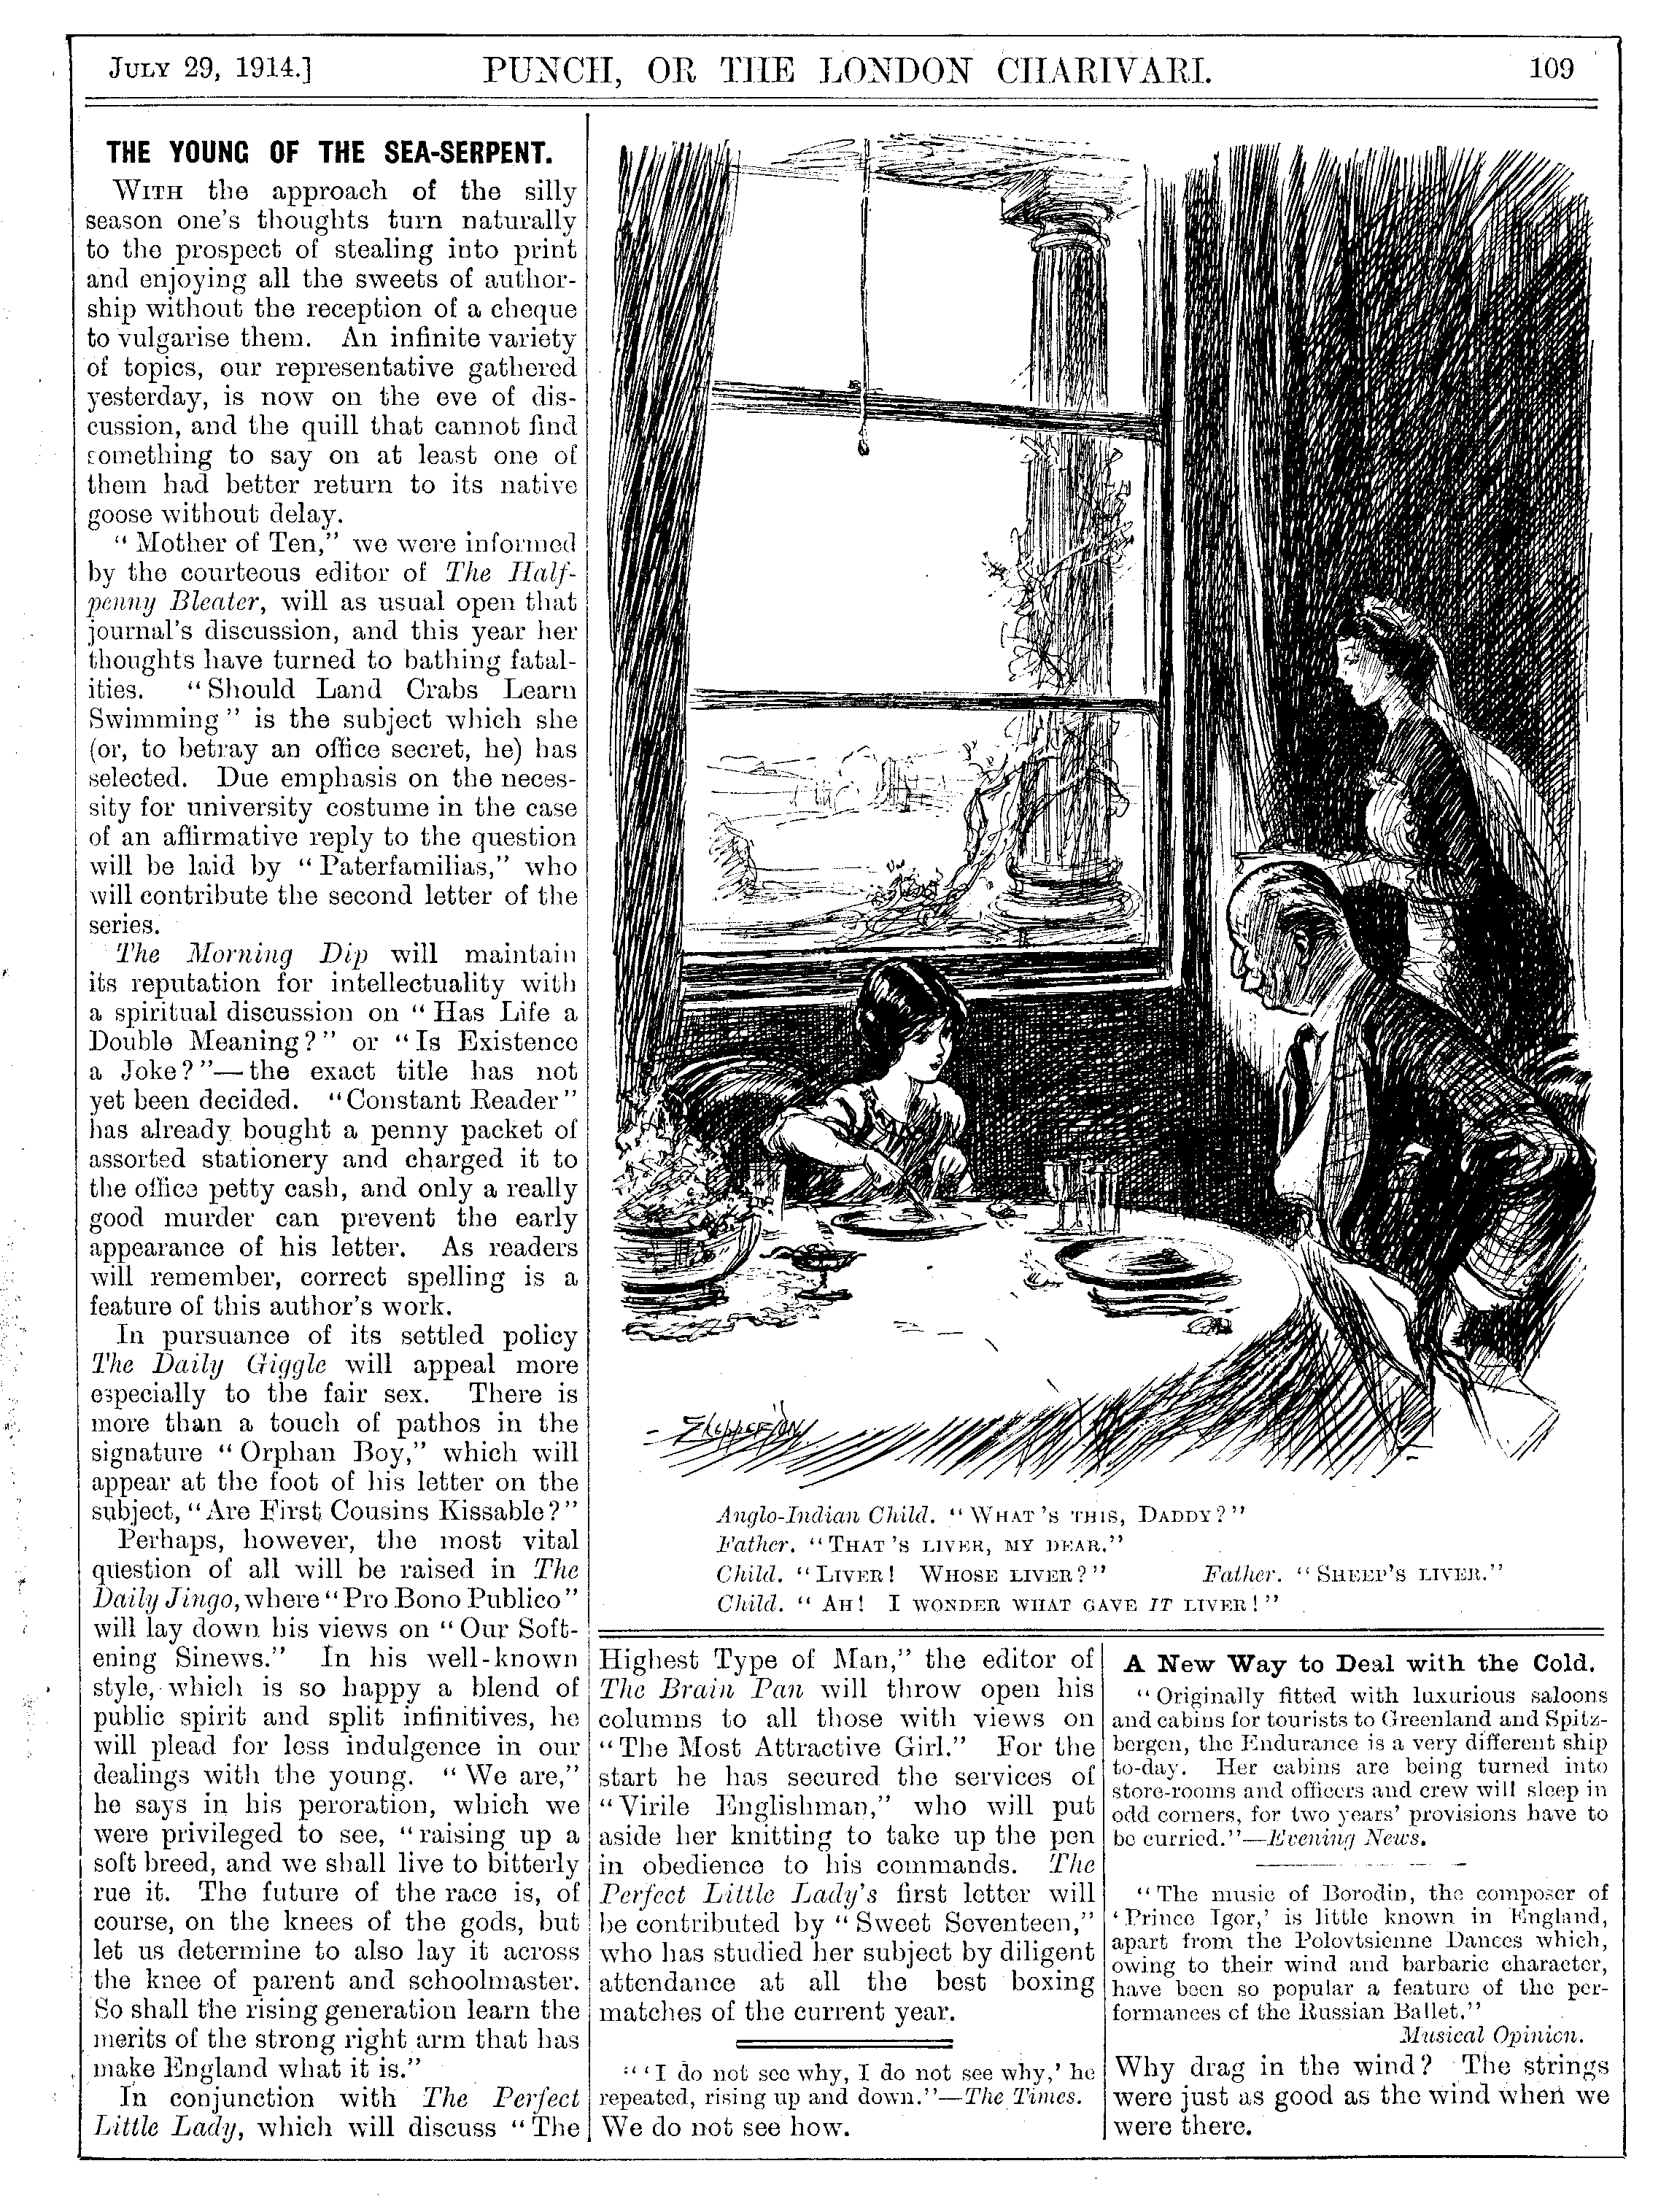 JULY 29, 1914.]
PUNCH, OR THE LONDON CHARIVARI.
109
THE YOUNG OF THE SEA-SERPENT.
WITH the approach of the silly
season one's thoughts turn naturally
to the prospect of stealing into print
and enjoying all the sweets of author-
ship without the reception of a cheque
to vulgarise them. An infinite variety
of topics, our representative gathered
yesterday, is now on the eve of dis-
cussion, and the quill that cannot find
something to say on at least one of
them had better return to its native
goose without delay.
"Mother of Ten," we were informed
by the courteous editor of The Half-
penny Bleater, will as usual open that
journal's discussion, and this year her
thoughts have turned to bathing fatal-
ities. "Should Land Crabs Learn
Swimming" is the subject which she
(or, to betray an office secret, he) has
selected. Due emphasis on the neces-
sity for university costume in the case
of an affirmative reply to the question
will be laid by "Paterfamilias," who
will contribute the second letter of the
series.
The Morning Dip will maintain
its reputation for intellectuality with
a spiritual discussion on "Has Life a
Double Meaning?" or "Is Existence
a Joke?"—the exact title has not
yet been decided. "Constant Reader"
has already bought a penny packet of
assorted stationery and charged it to
the office petty cash, and only a really
good murder can prevent the early
appearance of his letter. As readers
will remember, correct spelling is a
feature of this author's work.
In pursuance of its settled policy
The Daily Giggle will appeal more
especially to the fair sex. There is
more than a touch of pathos in the
signature "Orphan Boy," which will
appear at the foot of his letter on the
subject, "Are First Cousins Kissable?"
Perhaps, however, the most vital
question of all will be raised in The
Daily Jingo, where "Pro Bono Publico"
will lay down his views on "Our Soft-
ening Sinews." In his well-known
style, which is so happy a blend of
public spirit and split infinitives, he
will plead for less indulgence in our
dealings with the young. "We are,"
he says in his peroration, which we
were privileged to see, "raising up a
soft breed, and we shall live to bitterly
rue it. The future of the race is, of
course, on the knees of the gods, but
let us determine to also lay it across
the knee of parent and schoolmaster.
So shall the rising generation learn the
merits of the strong right arm that has
make England what it is."
In conjunction with The Perfect
Little Lady, which will discuss "The
Shepperson
Anglo-Indian Child. "WHAT'S THIS, DADDY?"
Father. "THAT'S LIVER, MY DEAR."
Child. "LIVER! WHOSE LIVER?" Father. "SHEEP'S LIVER."
Child. "AH! I WONDER WHAT GAVE IT LIVER!"
Highest Type of Man," the editor of
The Brain Pan will throw open his
columns to all those with views on
"The Most Attractive Girl." For the
start he has secured the services of
"Virile Englishman," who will put
aside her knitting to take up the pen
in obedience to his commands. The
Perfect Little Lady's first letter will
be contributed by "Sweet Seventeen,"
who has studied her subject by diligent
attendance at all the best boxing
matches of the current year.
"'I do not see why, I do not see why,' he
repeated, rising up and down."—The Times.
We do not see how.
A New Way to Deal with the Cold.
"Originally fitted with luxurious saloons
and cabins for tourists to Greenland and Spitz-
bergen, the Endurance is a very different ship
to-day. Her cabins are being turned into
store-rooms and officers and crew will sleep in
odd corners, for two years' provisions have to
be curried."—Evening News.
"The music of Borodin, the composer of
'Prince Igor,' is little known in England,
apart from the Polovtsienne Dances which,
owing to their wind and barbaric character,
have been so popular a feature of the per-
formances of the Russian Ballet."
Musical Opinion.
Why drag in the wind? The strings
were just as good as the wind when we
were there.